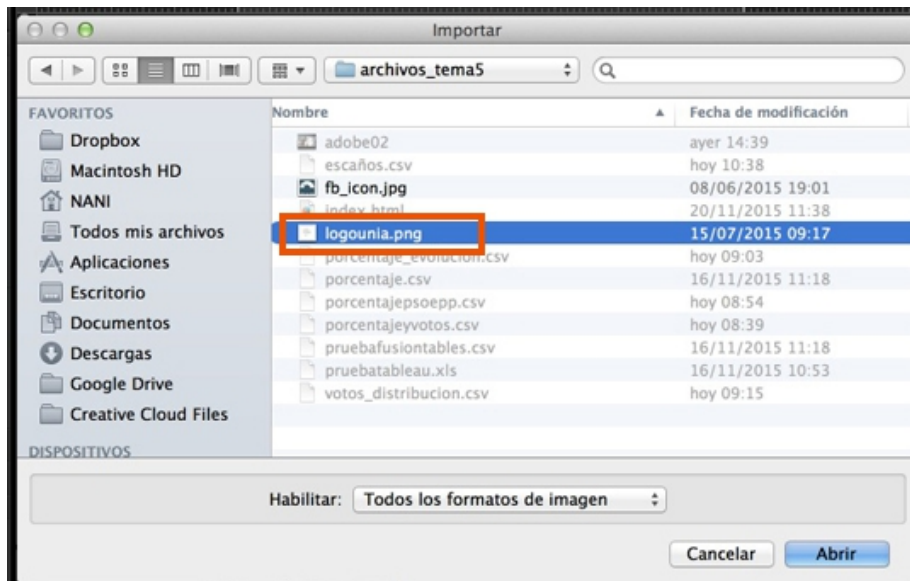 Importar
archivos_tema5
FAVORITOS
Dropbox
Macintosh HD
NANI
Todos mis archivos
Aplicaciones
Escritorio
Documentos
Descargas
Google Drive
Creative Cloud Files
DISPOSITIVOS
Nombre Fecha de modificación
adobe02 ayer 14:39
escaños.csv hoy 10:38
fb_icon.jpg 08/06/2015 19:01
index.html 20/11/2015 11:38
logounia.png 15/07/2015 09:17
porcentaje_evolucion.csv hoy 09:03
porcentaje.csv 16/11/2015 11:18
porcentajepsoepp.csv hoy 08:54
porcentajeyvotos.csv hoy 08:39
pruebafusiontables.csv 16/11/2015 11:18
pruebatableau.xls 16/11/2015 10:53
votos_distribucion.csv hoy 09:15
Habilitar: Todos los formatos de imagen
Cancelar Abrir